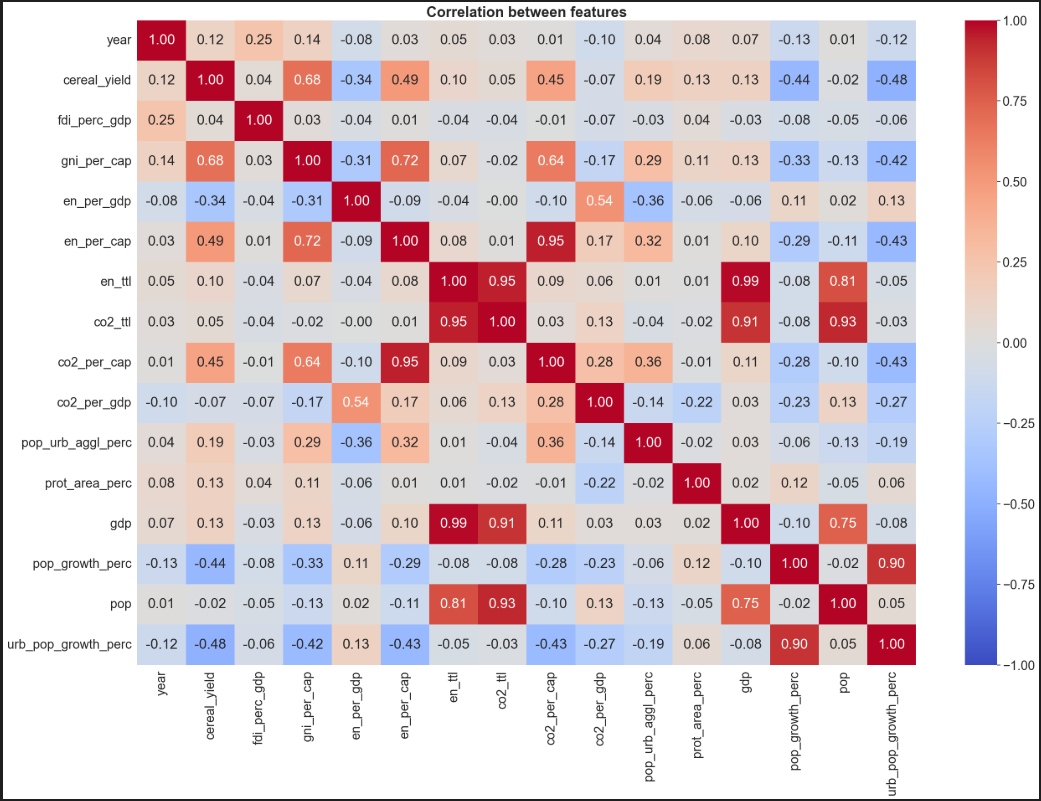 Correlation between features
year 1.00 0.12 0.25 0.14 -0.08 0.03 0.05 0.03 0.01 -0.10 0.04 0.08 0.07 -0.13 0.01 -0.12
cereal_yield 0.12 1.00 0.04 0.68 -0.34 0.49 0.10 0.05 0.45 -0.07 0.19 0.13 0.13 -0.44 -0.02 -0.48
fdi_perc_gdp 0.25 0.04 1.00 0.03 -0.04 0.01 -0.04 -0.04 -0.01 -0.07 -0.03 0.04 -0.03 -0.08 -0.05 -0.06
gni_per_cap 0.14 0.68 0.03 1.00 -0.31 0.72 0.07 -0.02 0.64 -0.17 0.29 0.11 0.13 -0.33 -0.13 -0.42
en_per_gdp -0.08 -0.34 -0.04 -0.31 1.00 -0.09 -0.04 -0.00 -0.10 0.54 -0.36 -0.06 -0.06 0.11 0.02 0.13
en_per_cap 0.03 0.49 0.01 0.72 -0.09 1.00 0.08 0.01 0.95 0.17 0.32 0.01 0.10 -0.29 -0.11 -0.43
en_ttl 0.05 0.10 -0.04 0.07 -0.04 0.08 1.00 0.95 0.09 0.06 0.01 0.01 0.99 -0.08 0.81 -0.05
co2_ttl 0.03 0.05 -0.04 -0.02 -0.00 0.01 0.95 1.00 0.03 0.13 -0.04 -0.02 0.91 -0.08 0.93 -0.03
co2_per_cap 0.01 0.45 -0.01 0.64 -0.10 0.95 0.09 0.03 1.00 0.28 0.36 -0.01 0.11 -0.28 -0.10 -0.43
co2_per_gdp -0.10 -0.07 -0.07 -0.17 0.54 0.17 0.06 0.13 0.28 1.00 -0.14 -0.22 0.03 -0.23 0.13 -0.27
pop_urb_aggl_perc 0.04 0.19 -0.03 0.29 -0.36 0.32 0.01 -0.04 0.36 -0.14 1.00 -0.02 0.03 -0.06 -0.13 -0.19
prot_area_perc 0.08 0.13 0.04 0.11 -0.06 0.01 0.01 -0.02 -0.01 -0.22 -0.02 1.00 0.02 0.12 -0.05 0.06
gdp 0.07 0.13 -0.03 0.13 -0.06 0.10 0.99 0.91 0.11 0.03 0.03 0.02 1.00 -0.10 0.75 -0.08
pop_growth_perc -0.13 -0.44 -0.08 -0.33 0.11 -0.29 -0.08 -0.08 -0.28 -0.23 -0.06 0.12 -0.10 1.00 -0.02 0.90
pop 0.01 -0.02 -0.05 -0.13 0.02 -0.11 0.81 0.93 -0.10 0.13 -0.13 -0.05 0.75 -0.02 1.00 0.05
urb_pop_growth_perc -0.12 -0.48 -0.06 -0.42 0.13 -0.43 -0.05 -0.03 -0.43 -0.27 -0.19 0.06 -0.08 0.90 0.05 1.00
year
cereal_yield
fdi_perc_gdp
gni_per_cap
en_per_gdp
en_per_cap
en_ttl
co2_ttl
co2_per_cap
co2_per_gdp
pop_urb_aggl_perc
prot_area_perc
gdp
pop_growth_perc
pop
urb_pop_growth_perc
1.00
0.75
0.50
0.25
0.00
−0.25
−0.50
−0.75
−1.00